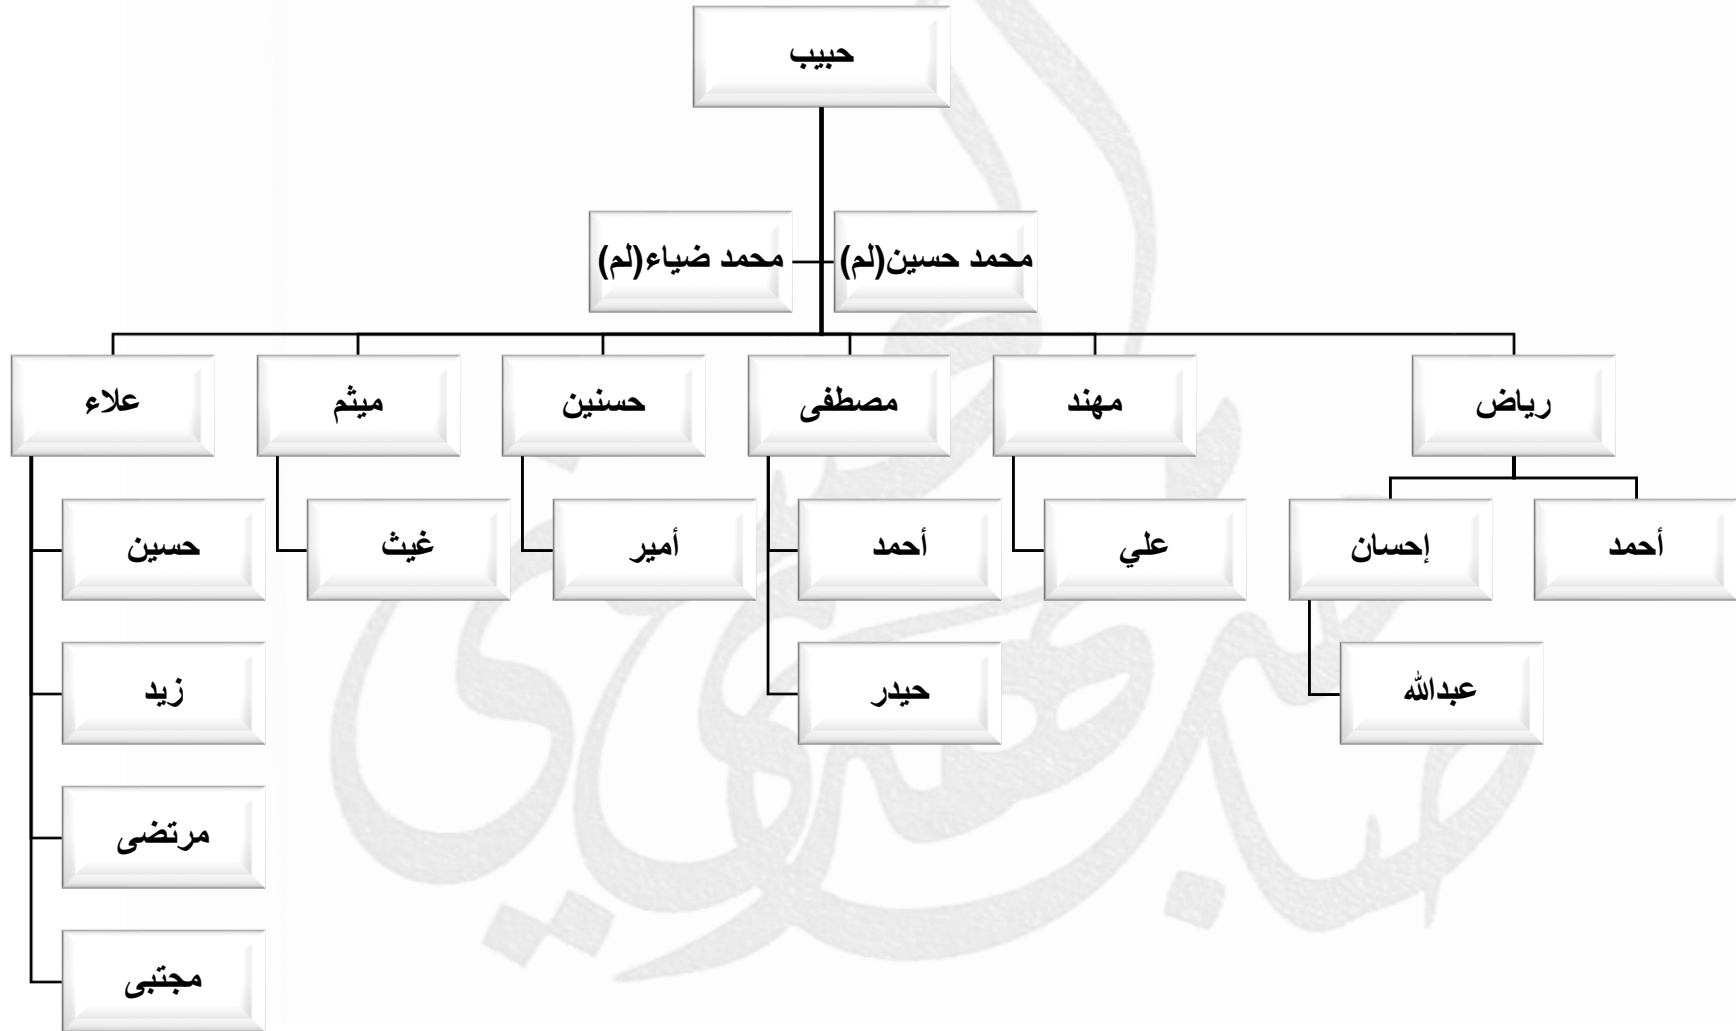 حبيب
محمد حسين(لم)
محمد ضياء(لم)
رياض
مهند
مصطفى
حسنين
ميثم
علاء
أحمد
إحسان
علي
أحمد
أمير
غيث
حسين
عبدالله
حيدر
زيد
مرتضى
مجتبى